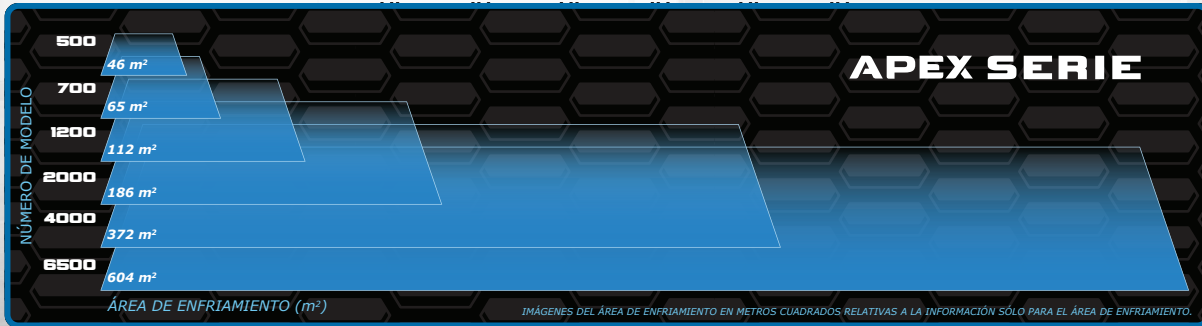 APEX SERIE
NÚMERO DE MODELO
500
46 m²
700
65 m²
1200
112 m²
2000
186 m²
4000
372 m²
6500
604 m²
ÁREA DE ENFRIAMIENTO (m²)
IMÁGENES DEL ÁREA DE ENFRIAMIENTO EN METROS CUADRADOS RELATIVAS A LA INFORMACIÓN SÓLO PARA EL ÁREA DE ENFRIAMIENTO.